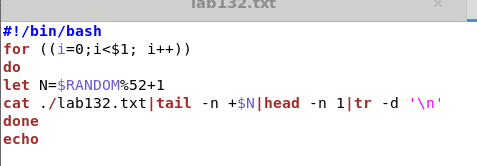 lab132.txt ×
#!/bin/bash
for ((i=0;i<$1; i++))
do
let N=$RANDOM%52+1
cat ./lab132.txt|tail -n +$N|head -n 1|tr -d '\n'
done
echo